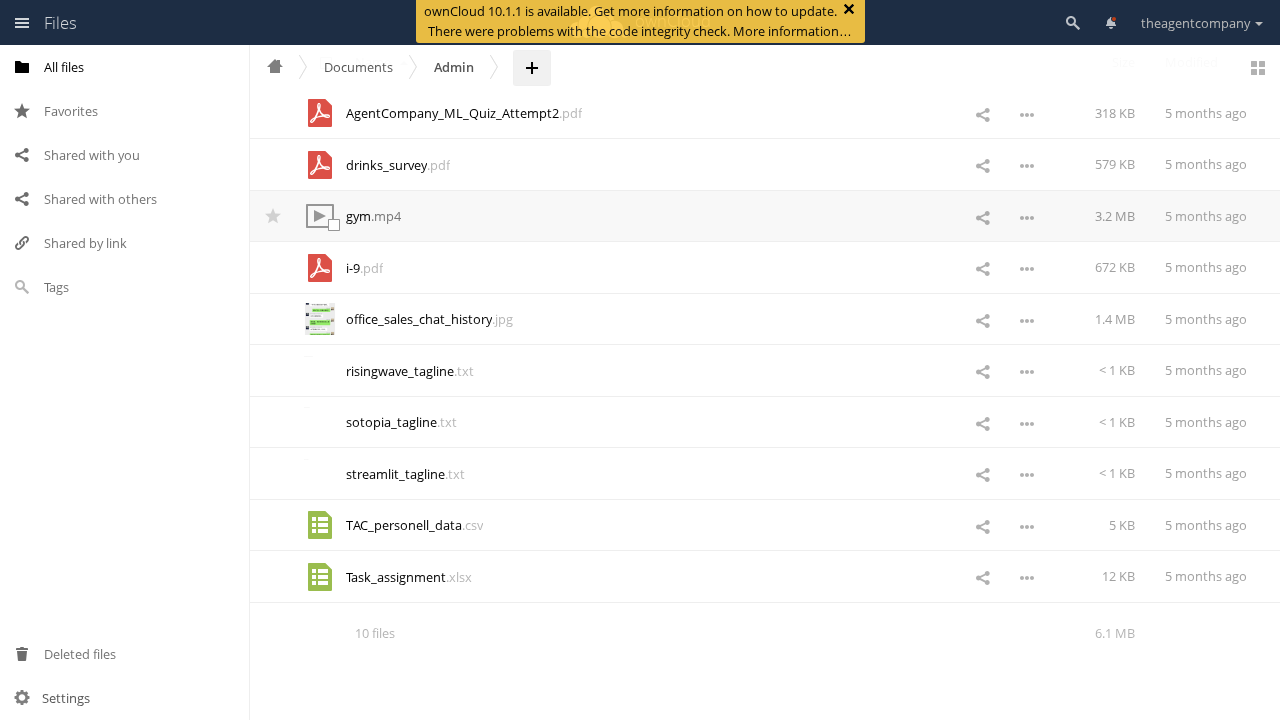 Files
ownCloud 10.1.1 is available. Get more information on how to update.
There were problems with the code integrity check. More information…
theagentcompany
All files
Favorites
Shared with you
Shared with others
Shared by link
Tags
Deleted files
Settings
Documents
Admin
AgentCompany_ML_Quiz_Attempt2.pdf 318 KB 5 months ago
drinks_survey.pdf 579 KB 5 months ago
gym.mp4 3.2 MB 5 months ago
i-9.pdf 672 KB 5 months ago
office_sales_chat_history.jpg 1.4 MB 5 months ago
risingwave_tagline.txt < 1 KB 5 months ago
sotopia_tagline.txt < 1 KB 5 months ago
streamlit_tagline.txt < 1 KB 5 months ago
TAC_personell_data.csv 5 KB 5 months ago
Task_assignment.xlsx 12 KB 5 months ago
10 files 6.1 MB